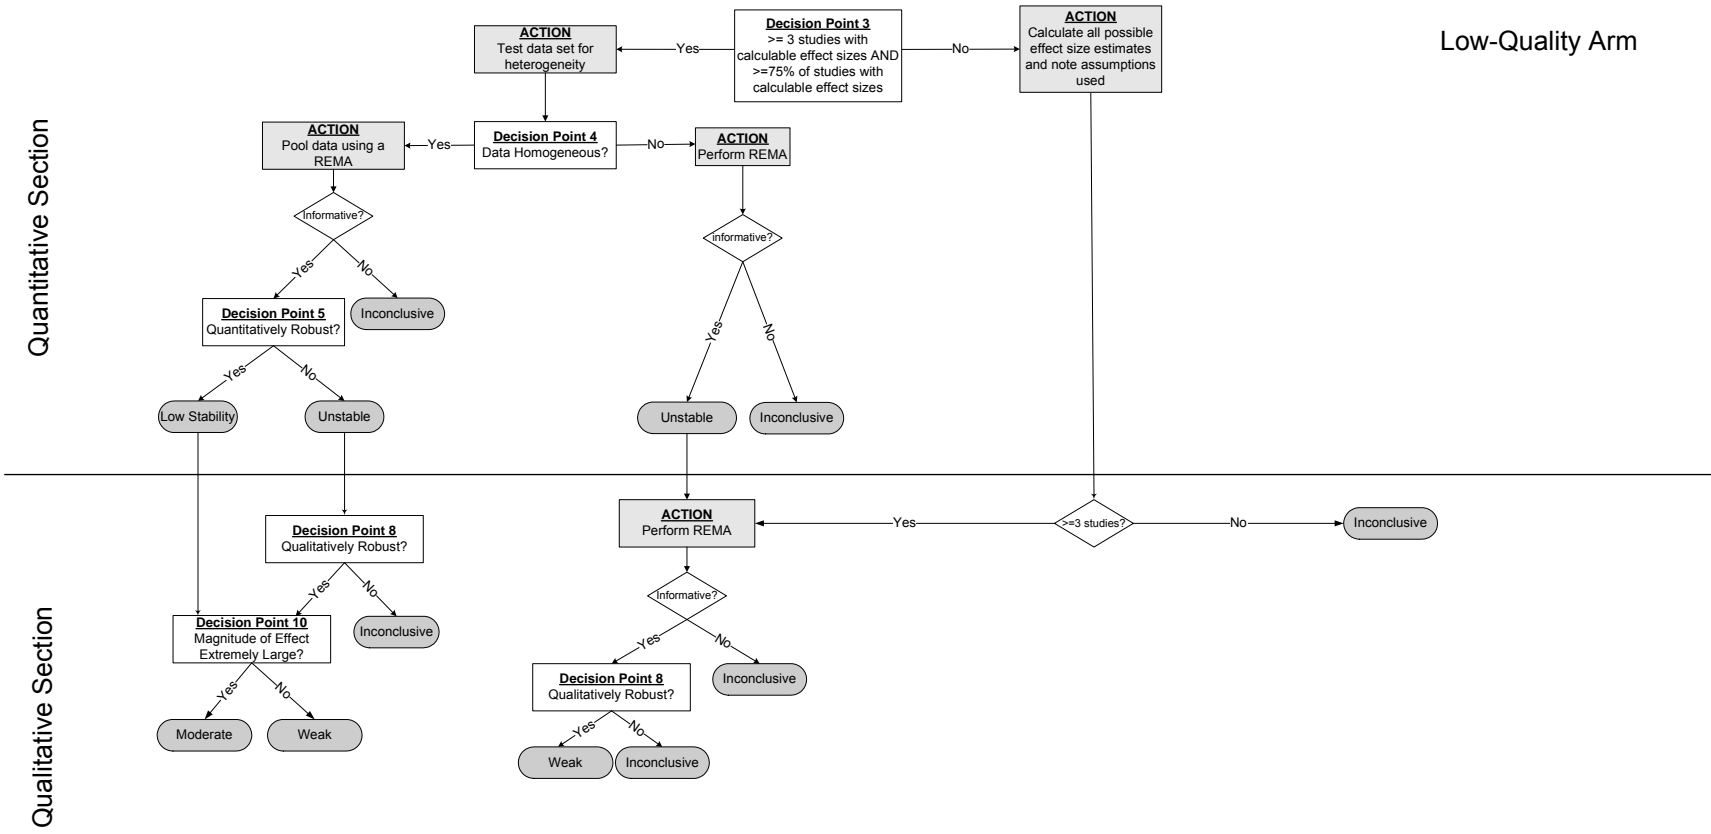 Low-Quality Arm
Quantitative Section
Qualitative Section
Decision Point 3
>= 3 studies with
calculable effect sizes AND
>=75% of studies with
calculable effect sizes
Yes
No
ACTION
Test data set for
heterogeneity
ACTION
Calculate all possible
effect size estimates
and note assumptions
used
Decision Point 4
Data Homogeneous?
Yes
No
ACTION
Pool data using a
REMA
ACTION
Perform REMA
Informative?
Yes
No
informative?
Yes
No
Decision Point 5
Quantitatively Robust?
Inconclusive
Yes
No
Low Stability
Unstable
Unstable
Inconclusive
Decision Point 8
Qualitatively Robust?
Yes
No
ACTION
Perform REMA
Yes
>=3 studies?
No
Inconclusive
Informative?
Yes
No
Decision Point 10
Magnitude of Effect
Extremely Large?
Inconclusive
Yes
No
Moderate
Weak
Decision Point 8
Qualitatively Robust?
Inconclusive
Yes
No
Weak
Inconclusive